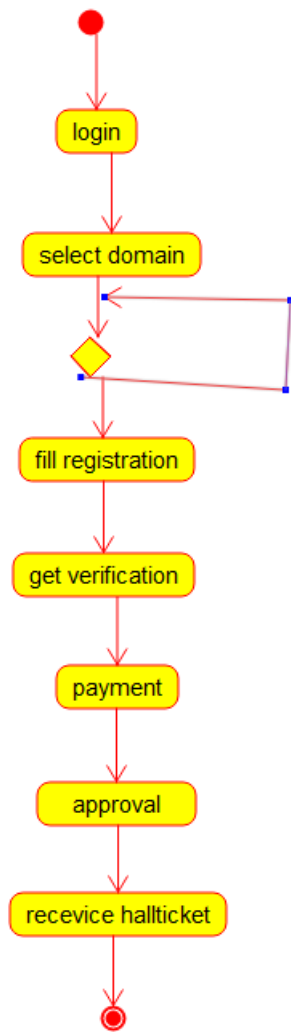 login
select domain
fill registration
get verification
payment
approval
recevice hallticket